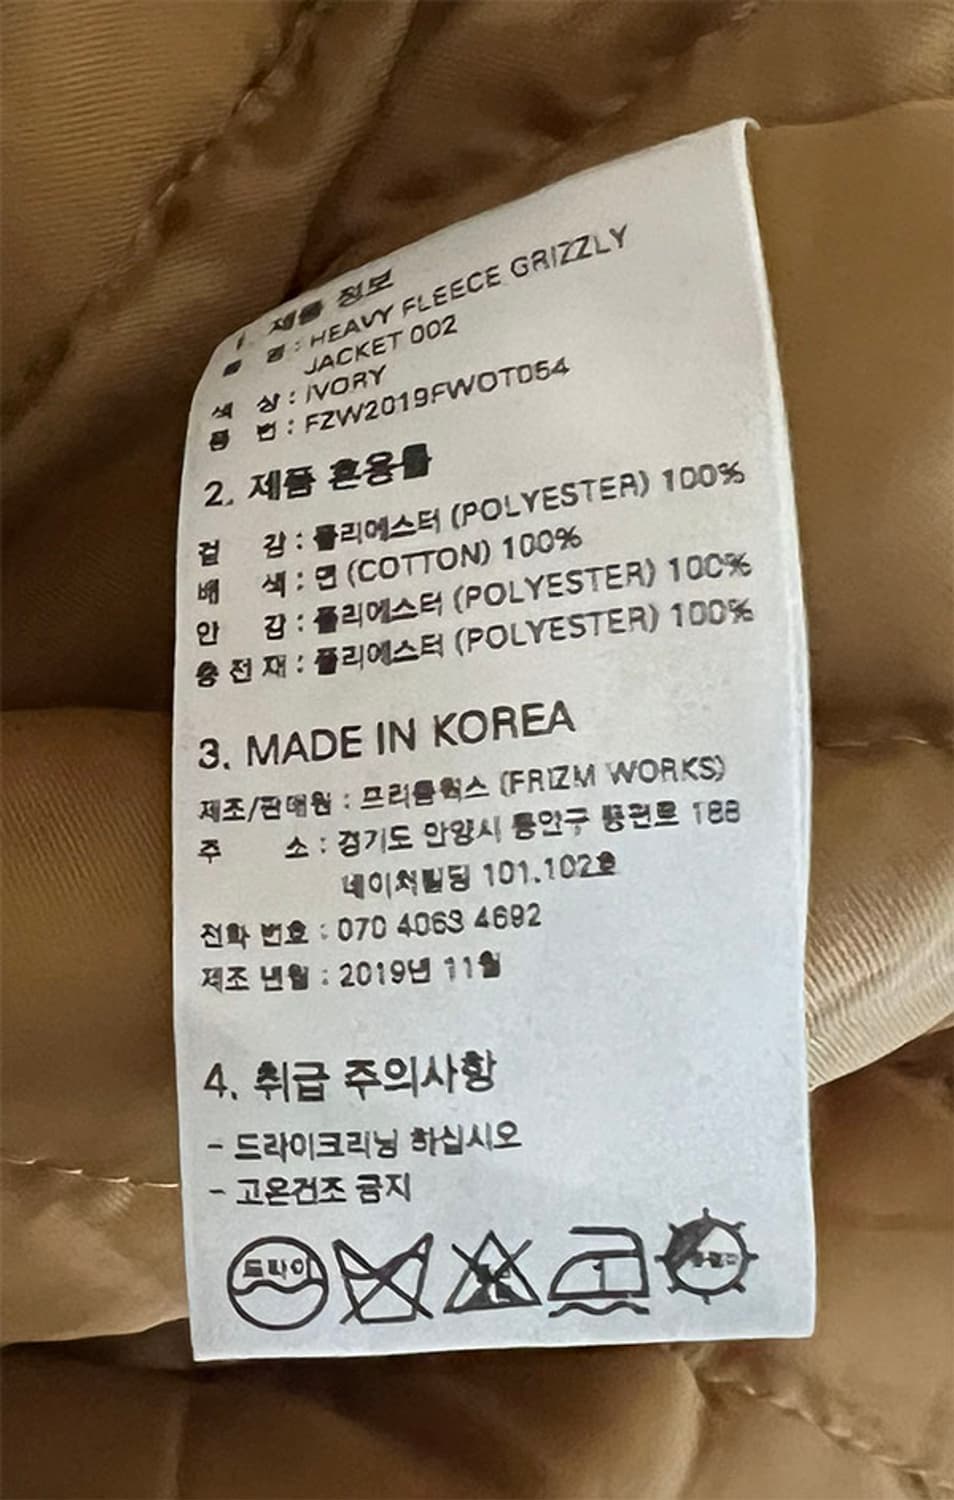 1. 제품 정보
품 명 : HEAVY FLEECE GRIZZLY
JACKET 002
색 상 : IVORY
품 번 : FZW2019FWOT054
2. 제품 혼용률
겉 감 : 폴리에스터 (POLYESTER) 100%
배 색 : 면 (COTTON) 100%
안 감 : 폴리에스터 (POLYESTER) 100%
충 전 재 : 폴리에스터 (POLYESTER) 100%
3. MADE IN KOREA
제조/판매원 : 프리즘웍스 (FRIZM WORKS)
주 소 : 경기도 안양시 동안구 흥안대로 188
네이처빌딩 101.102호
전화 번호 : 070 4063 4692
제조 년월 : 2019년 11월
4. 취급 주의사항
- 드라이크리닝 하십시오
- 고온건조 금지
드라이